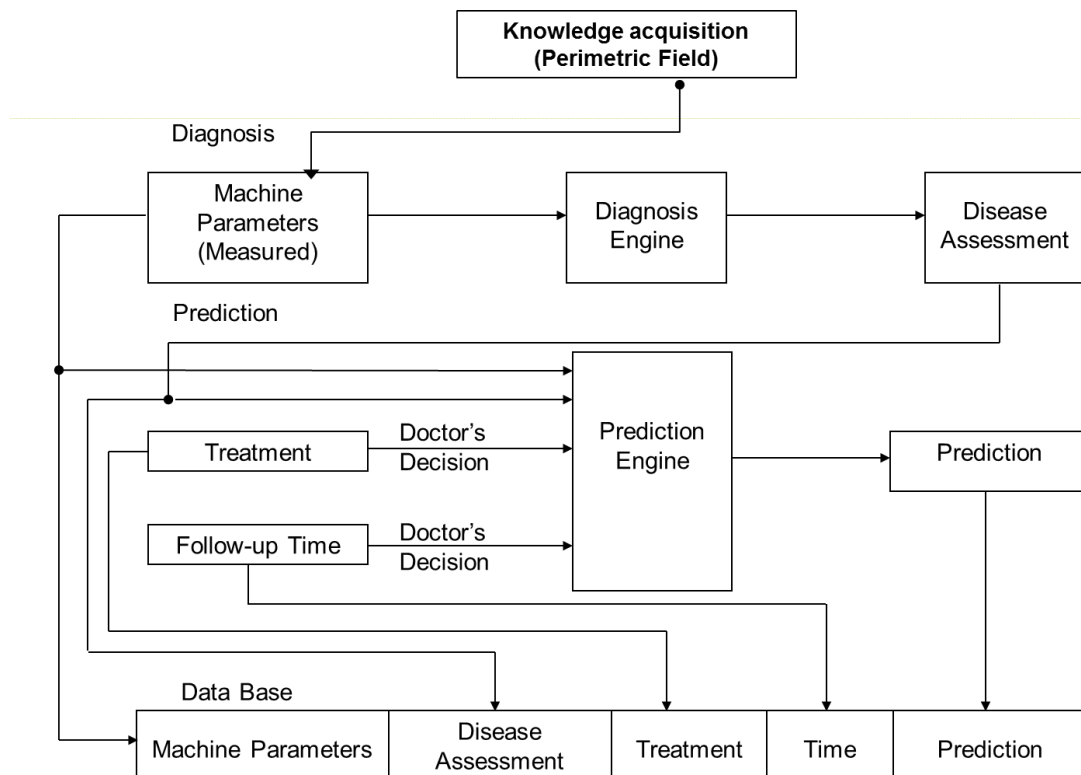 Knowledge acquisition
(Perimetric Field)
Diagnosis
Machine
Parameters
(Measured)
Diagnosis
Engine
Disease
Assessment
Prediction
Treatment
Doctor's
Decision
Prediction
Engine
Prediction
Follow-up Time
Doctor's
Decision
Data Base
Machine Parameters
Disease
Assessment
Treatment
Time
Prediction